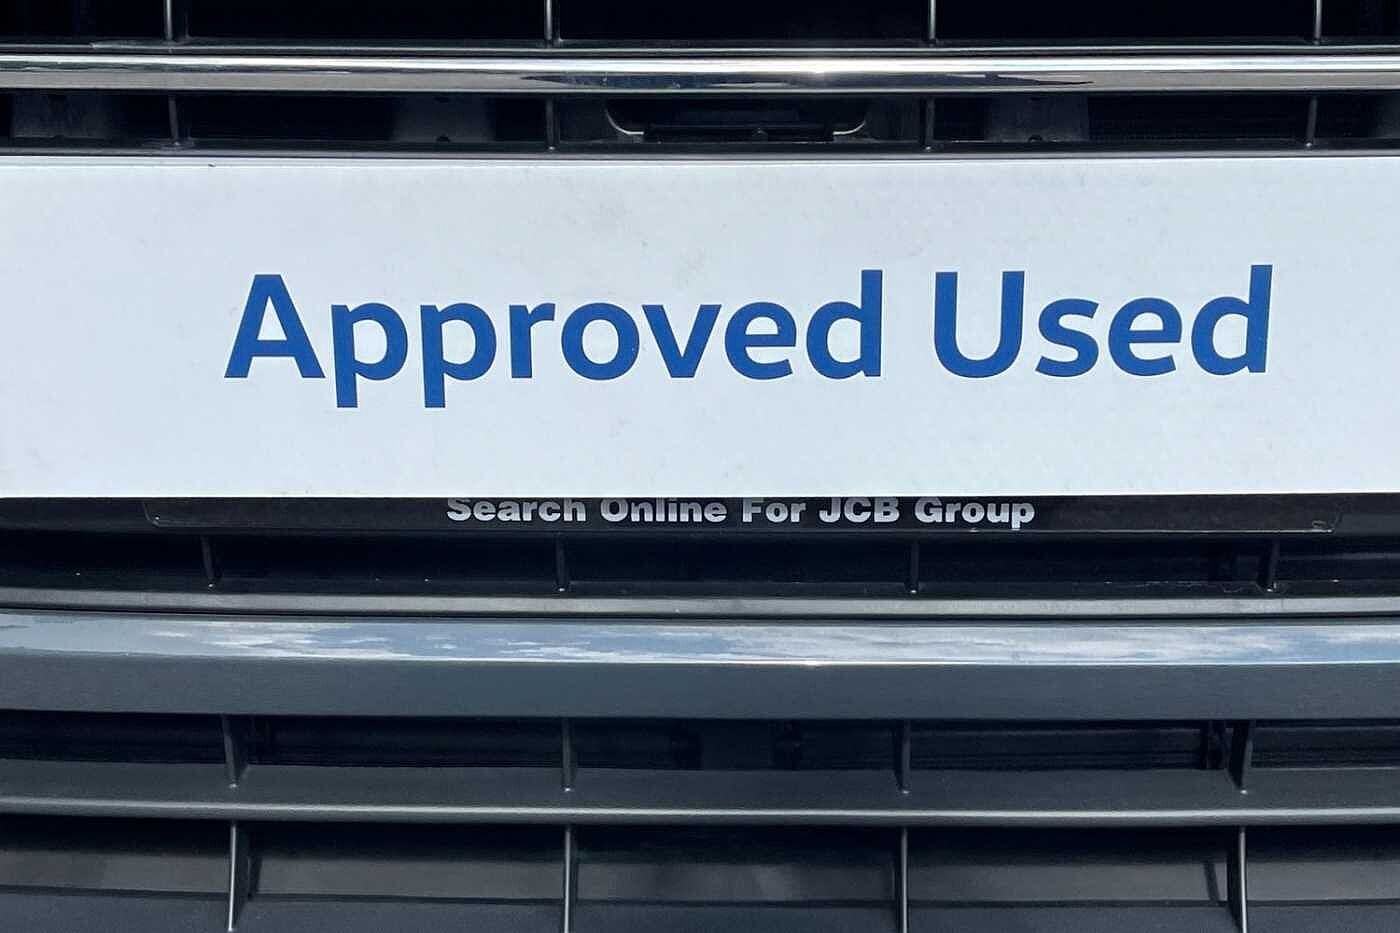 Approved Used
Search Online For JCB Group